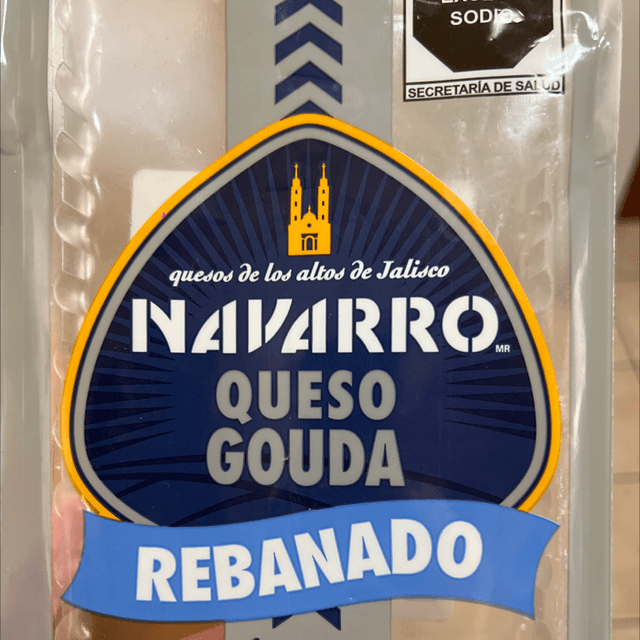 SODIO
SECRETARÍA DE SALUD
quesos de los altos de Jalisco
NAVARRO
MR
QUESO
GOUDA
REBANADO